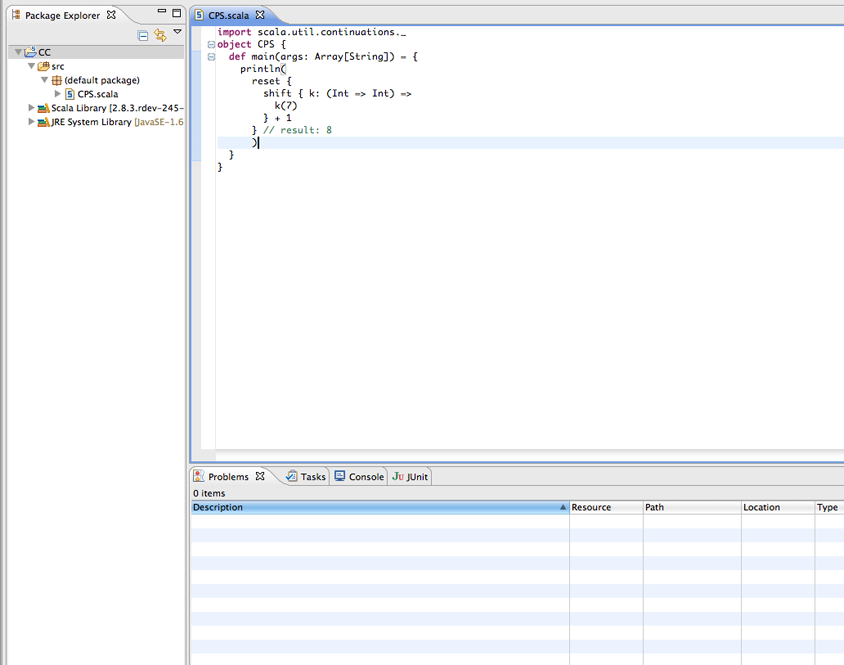 Package Explorer
CC
src
(default package)
CPS.scala
Scala Library [2.8.3.rdev-245-
JRE System Library [JavaSE-1.6
CPS.scala
import scala.util.continuations._
object CPS {
  def main(args: Array[String]) = {
    println(
      reset {
        shift { k: (Int => Int) =>
          k(7)
        } + 1
      } // result: 8
      )
  }
}
Problems
Tasks
Console
JUnit
0 items
Description
Resource
Path
Location
Type